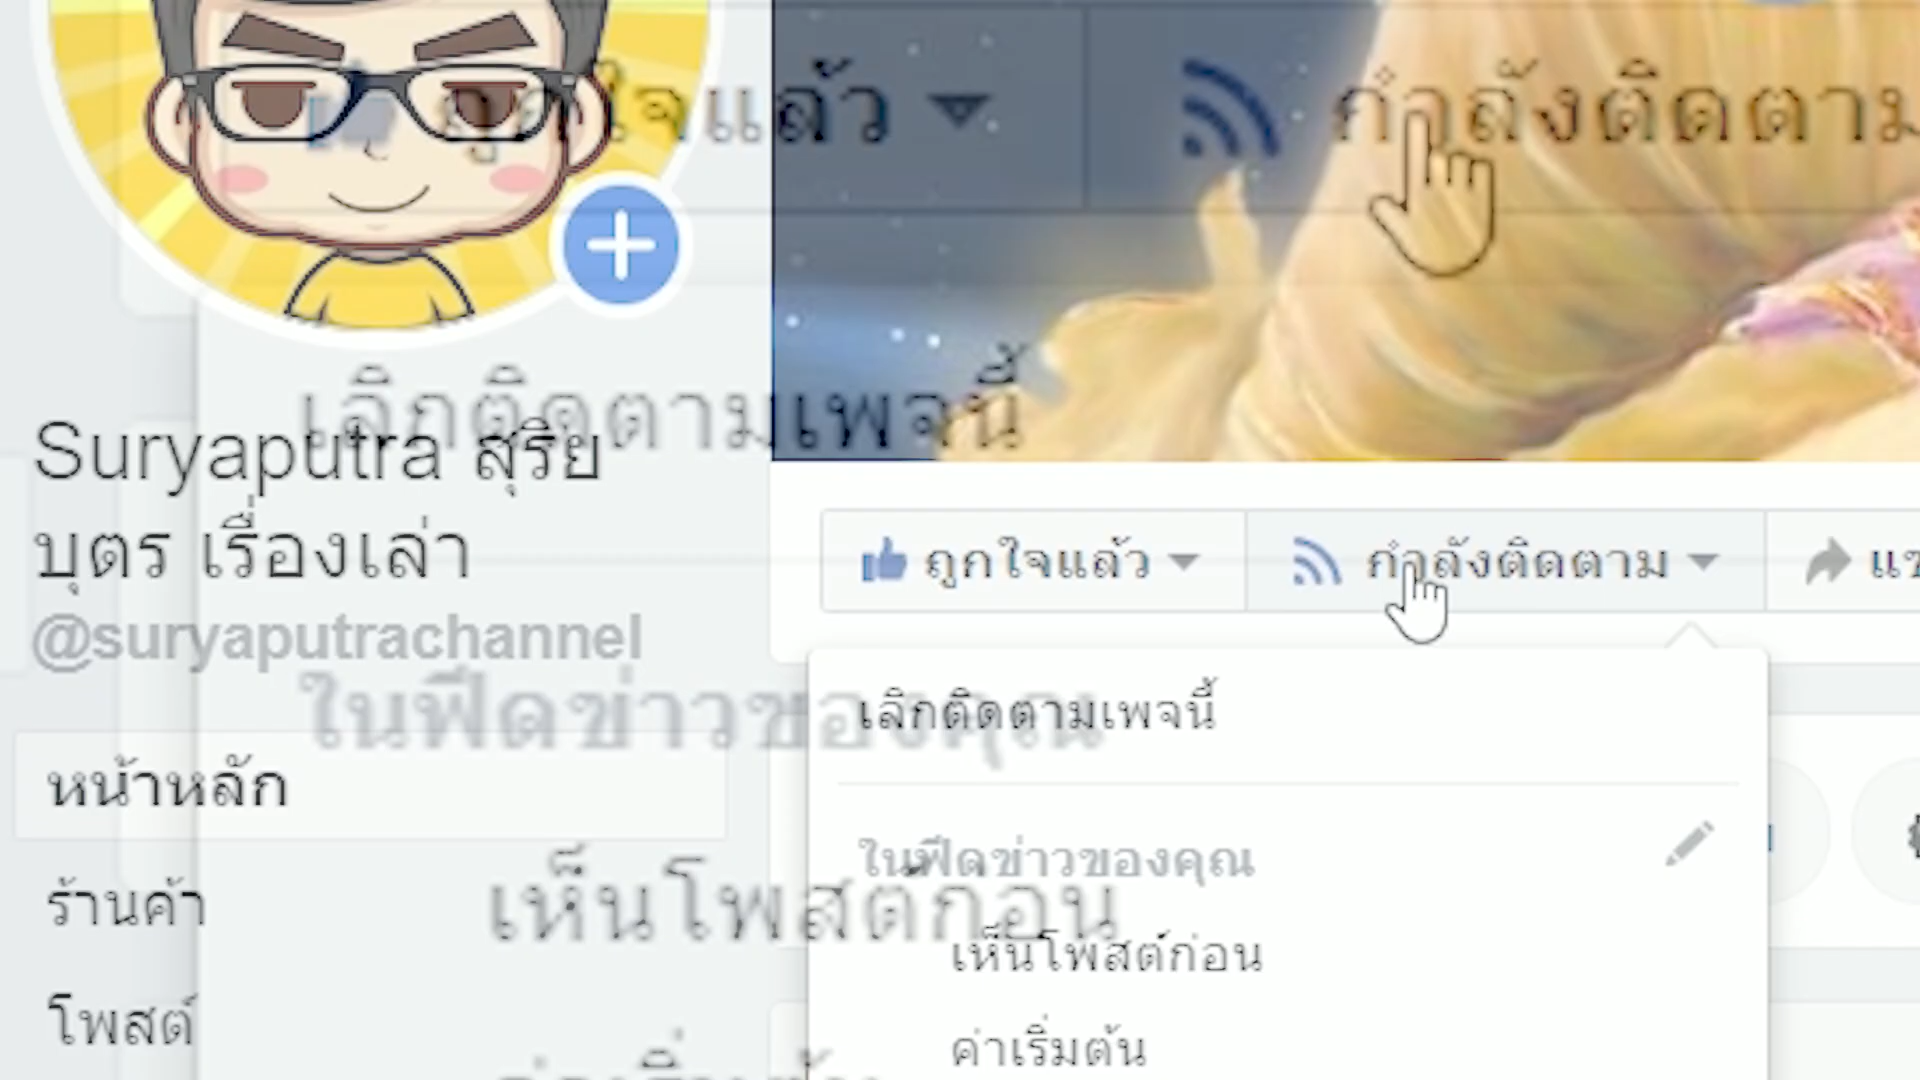 ถูกใจแล้ว
กำลังติดตาม
เลิกติดตามเพจนี้
Suryaputra สุริย
บุตร เรื่องเล่า
@suryaputrachannel
ถูกใจแล้ว
กำลังติดตาม
เลิกติดตามเพจนี้
ในฟีดข่าวของคุณ
ในฟีดข่าวของคุณ
เห็นโพสต์ก่อน
เห็นโพสต์ก่อน
ค่าเริ่มต้น
หน้าหลัก
ร้านค้า
โพสต์